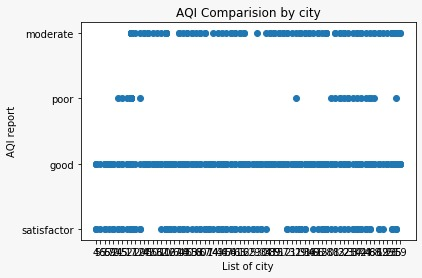 AQI Comparision by city
moderate
poor
good
satisfactor
AQI report
List of city